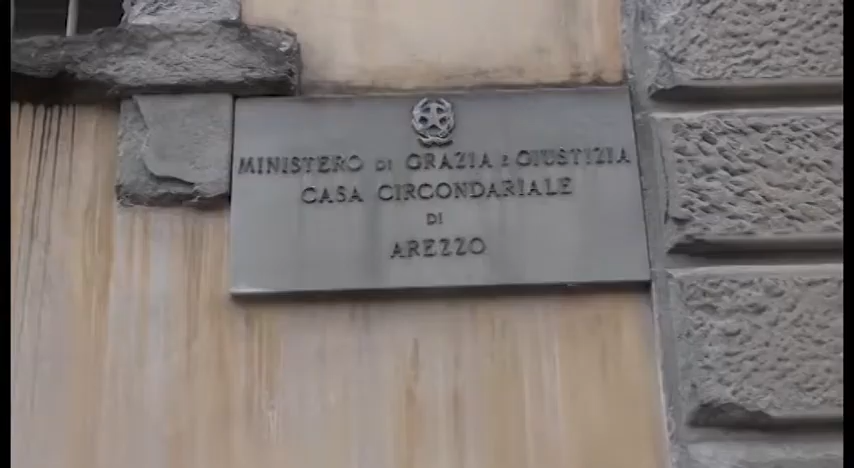 MINISTERO DI GRAZIA E GIUSTIZIA
CASA CIRCONDARIALE
DI
AREZZO